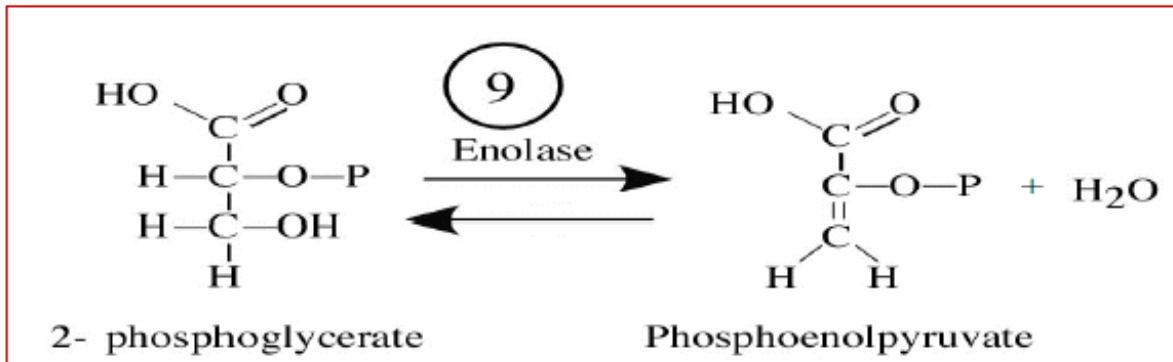 9
Enolase
HO O
C
H—C—O—P
H—C—OH
H
HO O
C
C—O—P + H₂O
C
H H
2- phosphoglycerate
Phosphoenolpyruvate